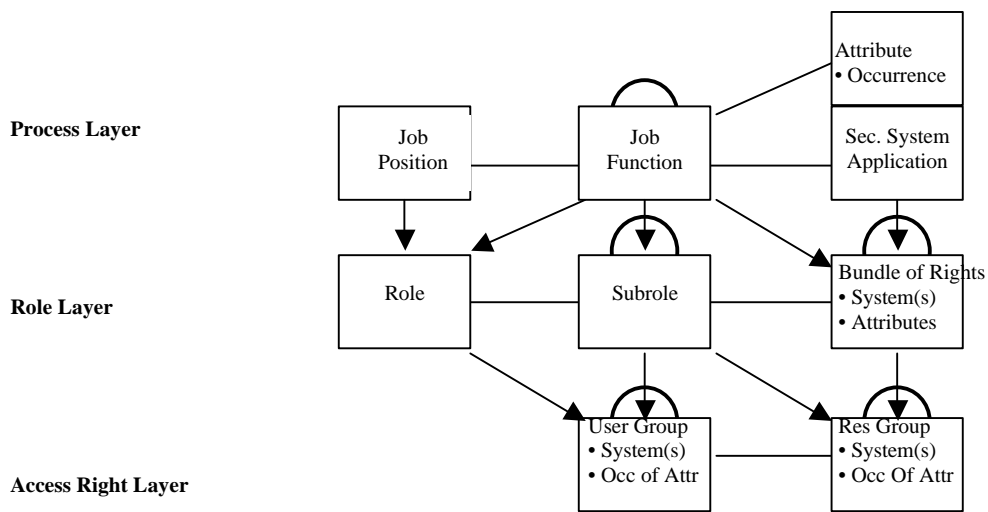 Attribute
• Occurrence
Process Layer
Job
Position
Job
Function
Sec. System
Application
Role Layer
Role
Subrole
Bundle of Rights
• System(s)
• Attributes
Access Right Layer
User Group
• System(s)
• Occ of Attr
Res Group
• System(s)
• Occ Of Attr